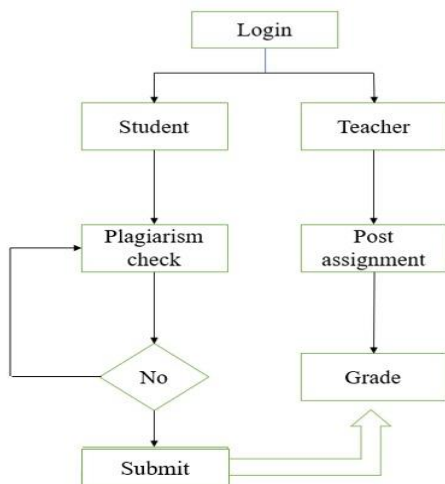 Login
Student
Teacher
Plagiarism
check
Post
assignment
No
Grade
Submit